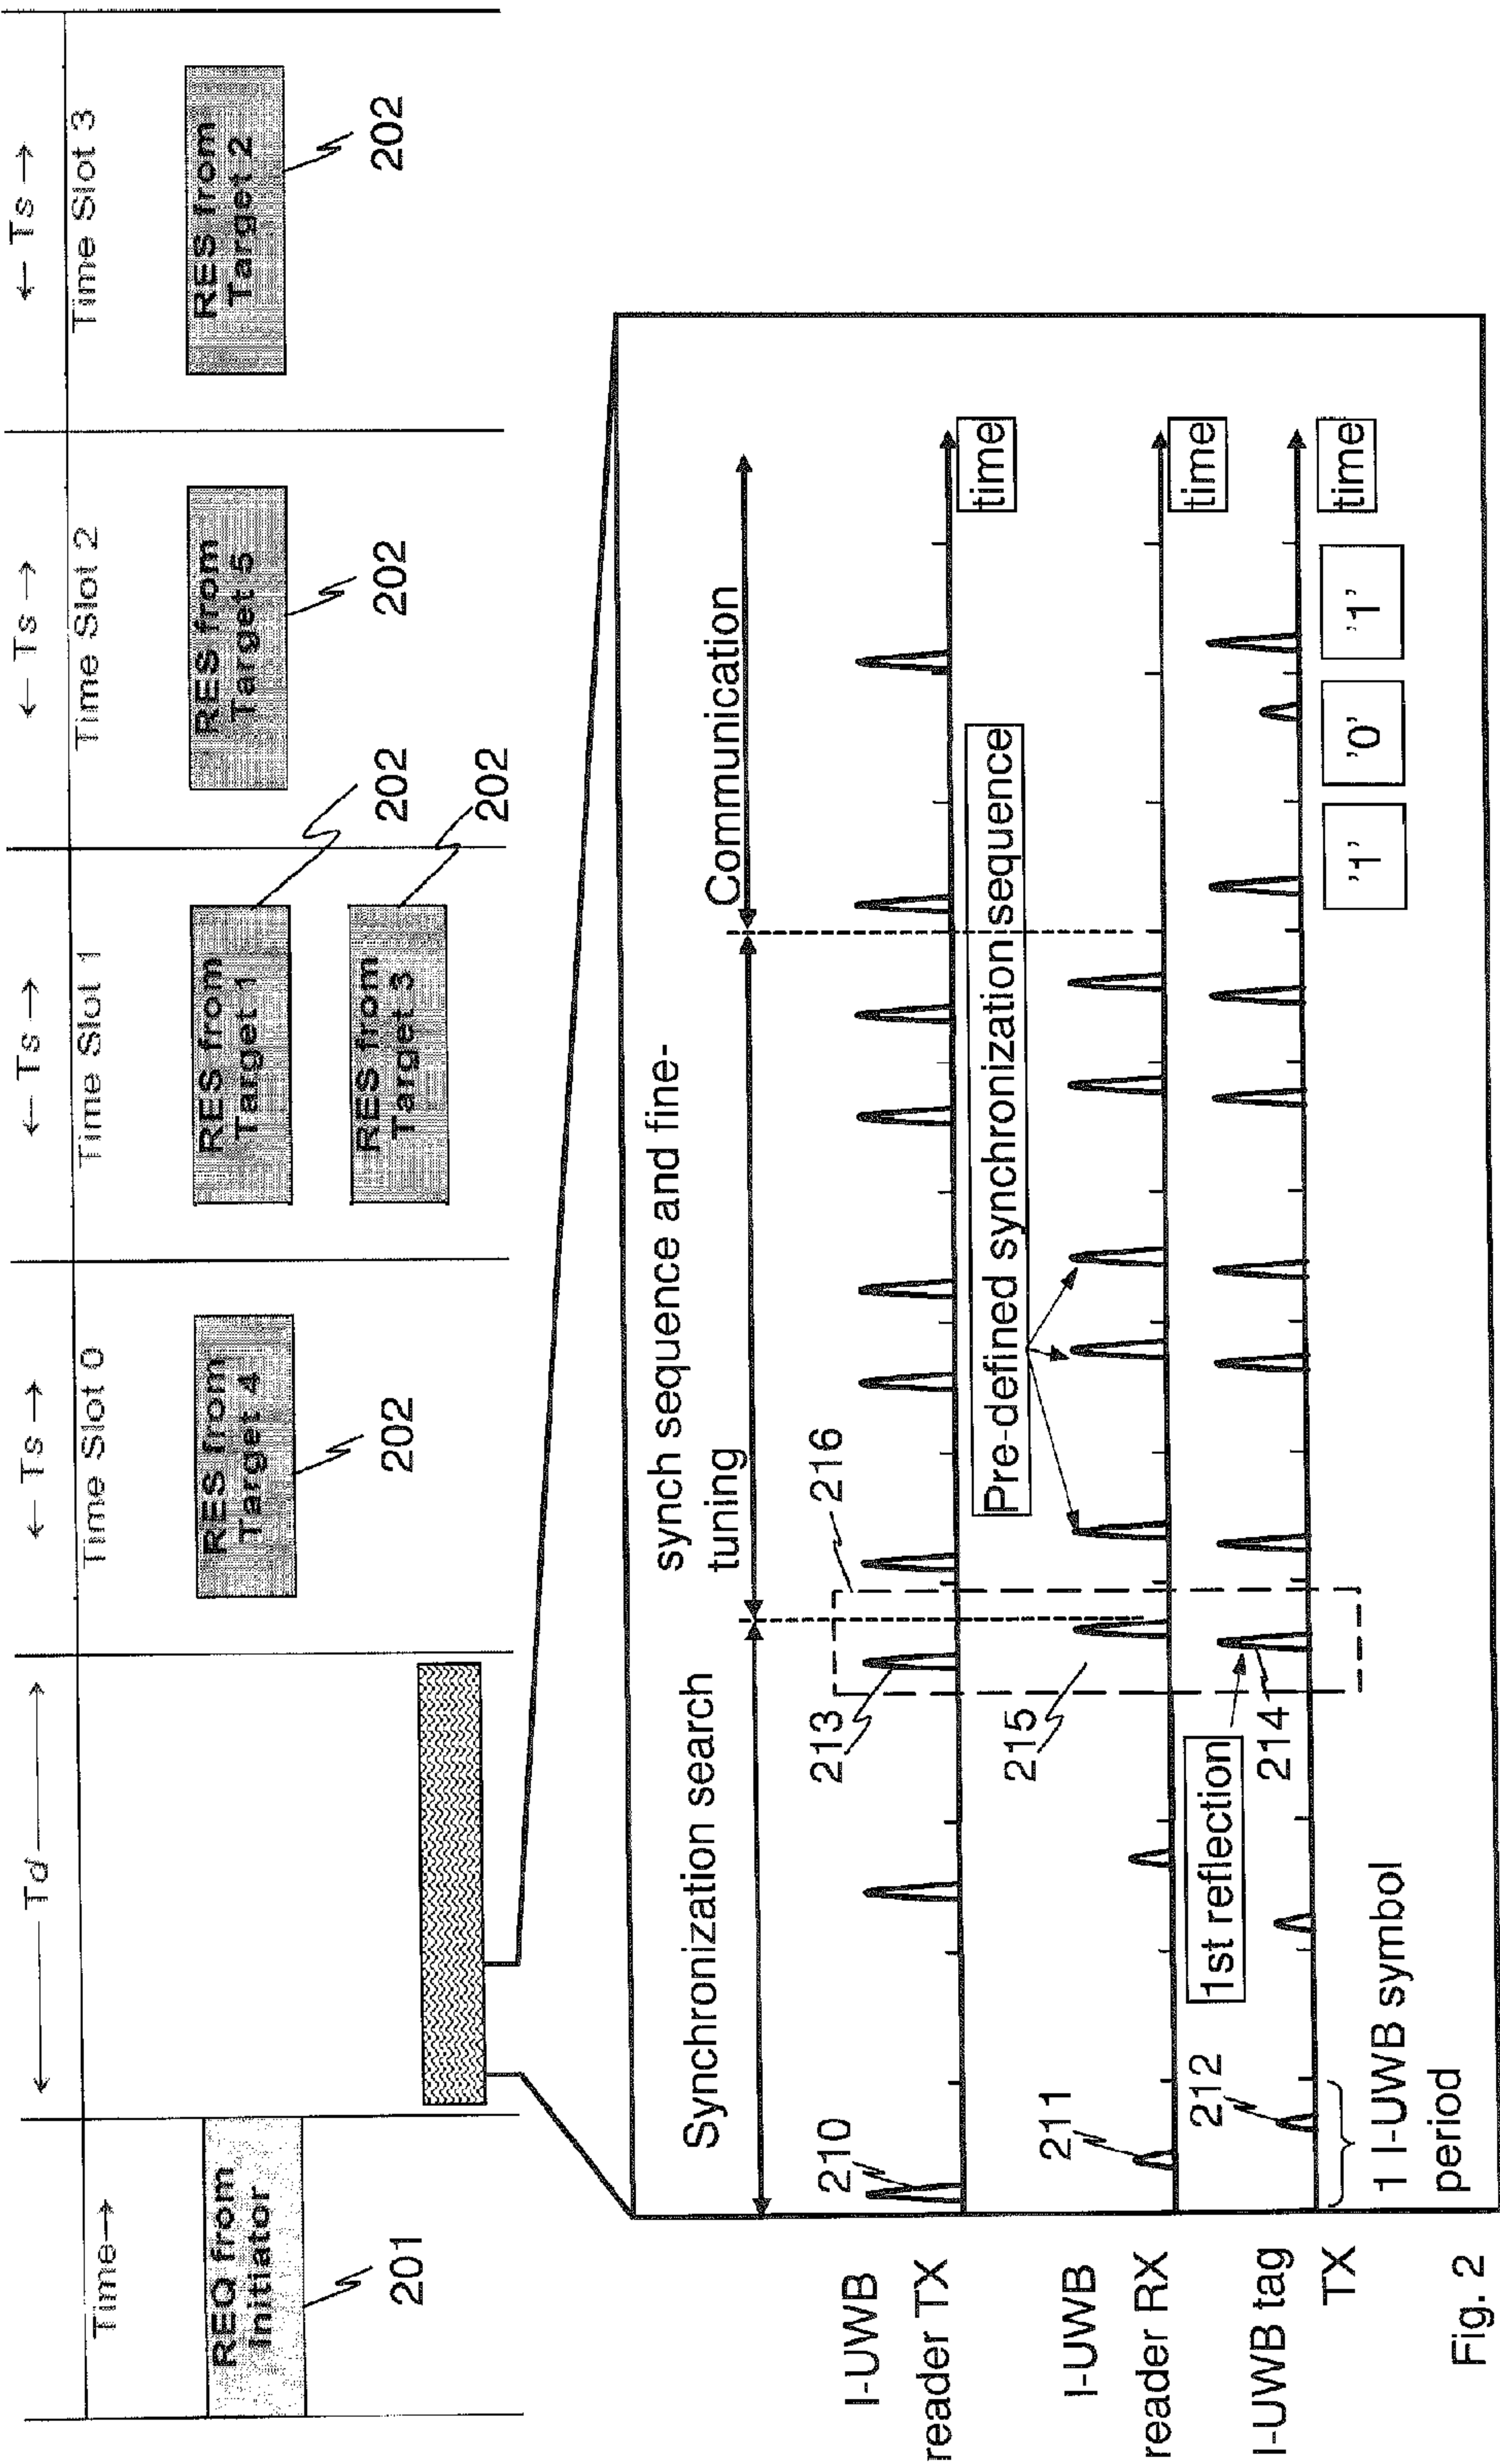 ← Td →
← Ts →
← Ts →
← Ts →
← Ts →
Time→
Time Slot 0
Time Slot 1
Time Slot 2
Time Slot 3
REQ from
Initiator
201
RES from
Target 4
202
RES from
Target 1
202
RES from
Target 3
202
RES from
Target 5
202
RES from
Target 2
202
Synchronization search
synch sequence and fine-
tuning
Communication
I-UWB
reader TX
210
213
216
time
Pre-defined synchronization sequence
I-UWB
reader RX
211
215
time
1st reflection
I-UWB tag
TX
212
214
time
1 I-UWB symbol
period
'1'
'0'
'1'
Fig. 2